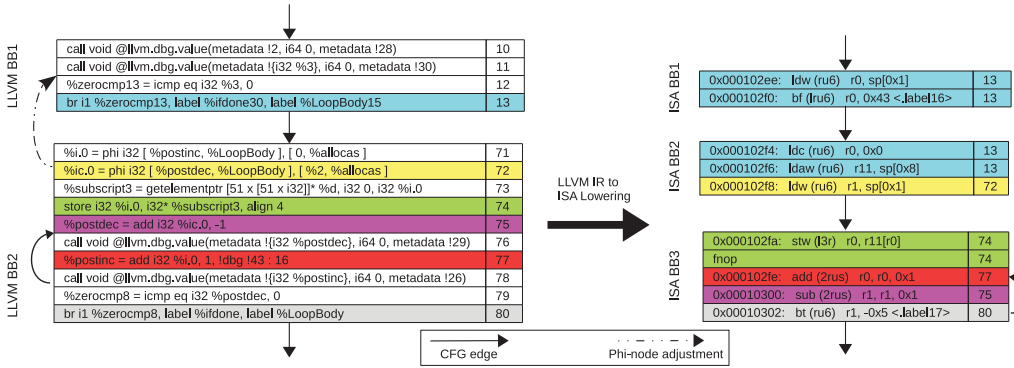 LLVM BB1
call void @llvm.dbg.value(metadata !2, i64 0, metadata !28) 10
call void @llvm.dbg.value(metadata !{i32 %3}, i64 0, metadata !30) 11
%zerocmp13 = icmp eq i32 %3, 0 12
br i1 %zerocmp13, label %ifdone30, label %LoopBody15 13
LLVM BB2
%i.0 = phi i32 [ %postinc, %LoopBody ], [ 0, %allocas ] 71
%ic.0 = phi i32 [ %postdec, %LoopBody ], [ %2, %allocas ] 72
%subscript3 = getelementptr [51 x [51 x i32]]* %d, i32 0, i32 %i.0 73
store i32 %i.0, i32* %subscript3, align 4 74
%postdec = add i32 %ic.0, -1 75
call void @llvm.dbg.value(metadata !{i32 %postdec}, i64 0, metadata !29) 76
%postinc = add i32 %i.0, 1, !dbg !43 : 16 77
call void @llvm.dbg.value(metadata !{i32 %postinc}, i64 0, metadata !26) 78
%zerocmp8 = icmp eq i32 %postdec, 0 79
br i1 %zerocmp8, label %ifdone, label %LoopBody 80
LLVM IR to
ISA Lowering
ISA BB1
0x000102ee: ldw (ru6) r0, sp[0x1] 13
0x000102f0: bf (lru6) r0, 0x43 <.label16> 13
ISA BB2
0x000102f4: ldc (ru6) r0, 0x0 13
0x000102f6: ldaw (ru6) r11, sp[0x8] 13
0x000102f8: ldw (ru6) r1, sp[0x1] 72
ISA BB3
0x000102fa: stw (l3r) r0, r11[r0] 74
fnop 74
0x000102fe: add (2rus) r0, r0, 0x1 77
0x00010300: sub (2rus) r1, r1, 0x1 75
0x00010302: bt (ru6) r1, -0x5 <.label17> 80
CFG edge
Phi-node adjustment